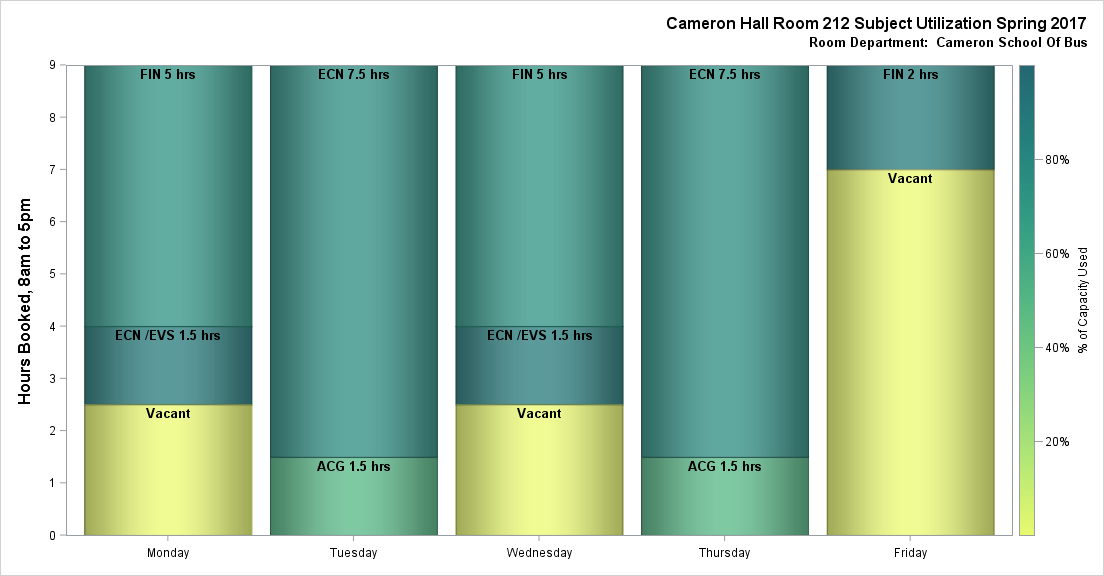 Cameron Hall Room 212 Subject Utilization Spring 2017
Room Department:  Cameron School Of Bus
Hours Booked, 8am to 5pm
9
8
7
6
5
4
3
2
1
0
FIN 5 hrs
ECN /EVS 1.5 hrs
Vacant
ECN 7.5 hrs
ACG 1.5 hrs
FIN 5 hrs
ECN /EVS 1.5 hrs
Vacant
ECN 7.5 hrs
ACG 1.5 hrs
FIN 2 hrs
Vacant
Monday
Tuesday
Wednesday
Thursday
Friday
80%
60%
40%
20%
% of Capacity Used